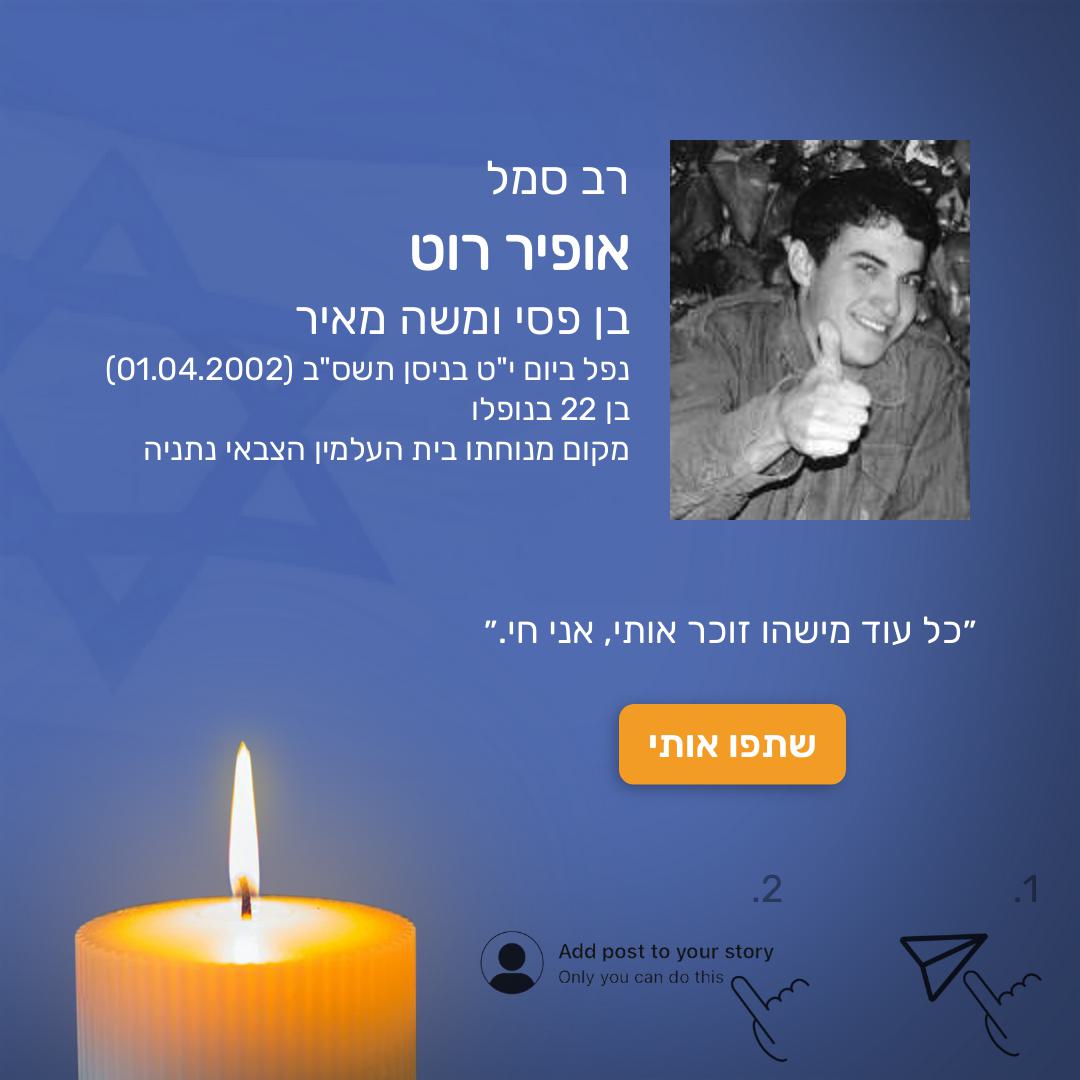 רב סמל
אופיר רוט
בן פסי ומשה מאיר
נפל ביום י"ט בניסן תשס"ב (01.04.2002)
בן 22 בנופלו
מקום מנוחתו בית העלמין הצבאי נתניה
״כל עוד מישהו זוכר אותי, אני חי.״
שתפו אותי
1.
2.
Add post to your story
Only you can do this